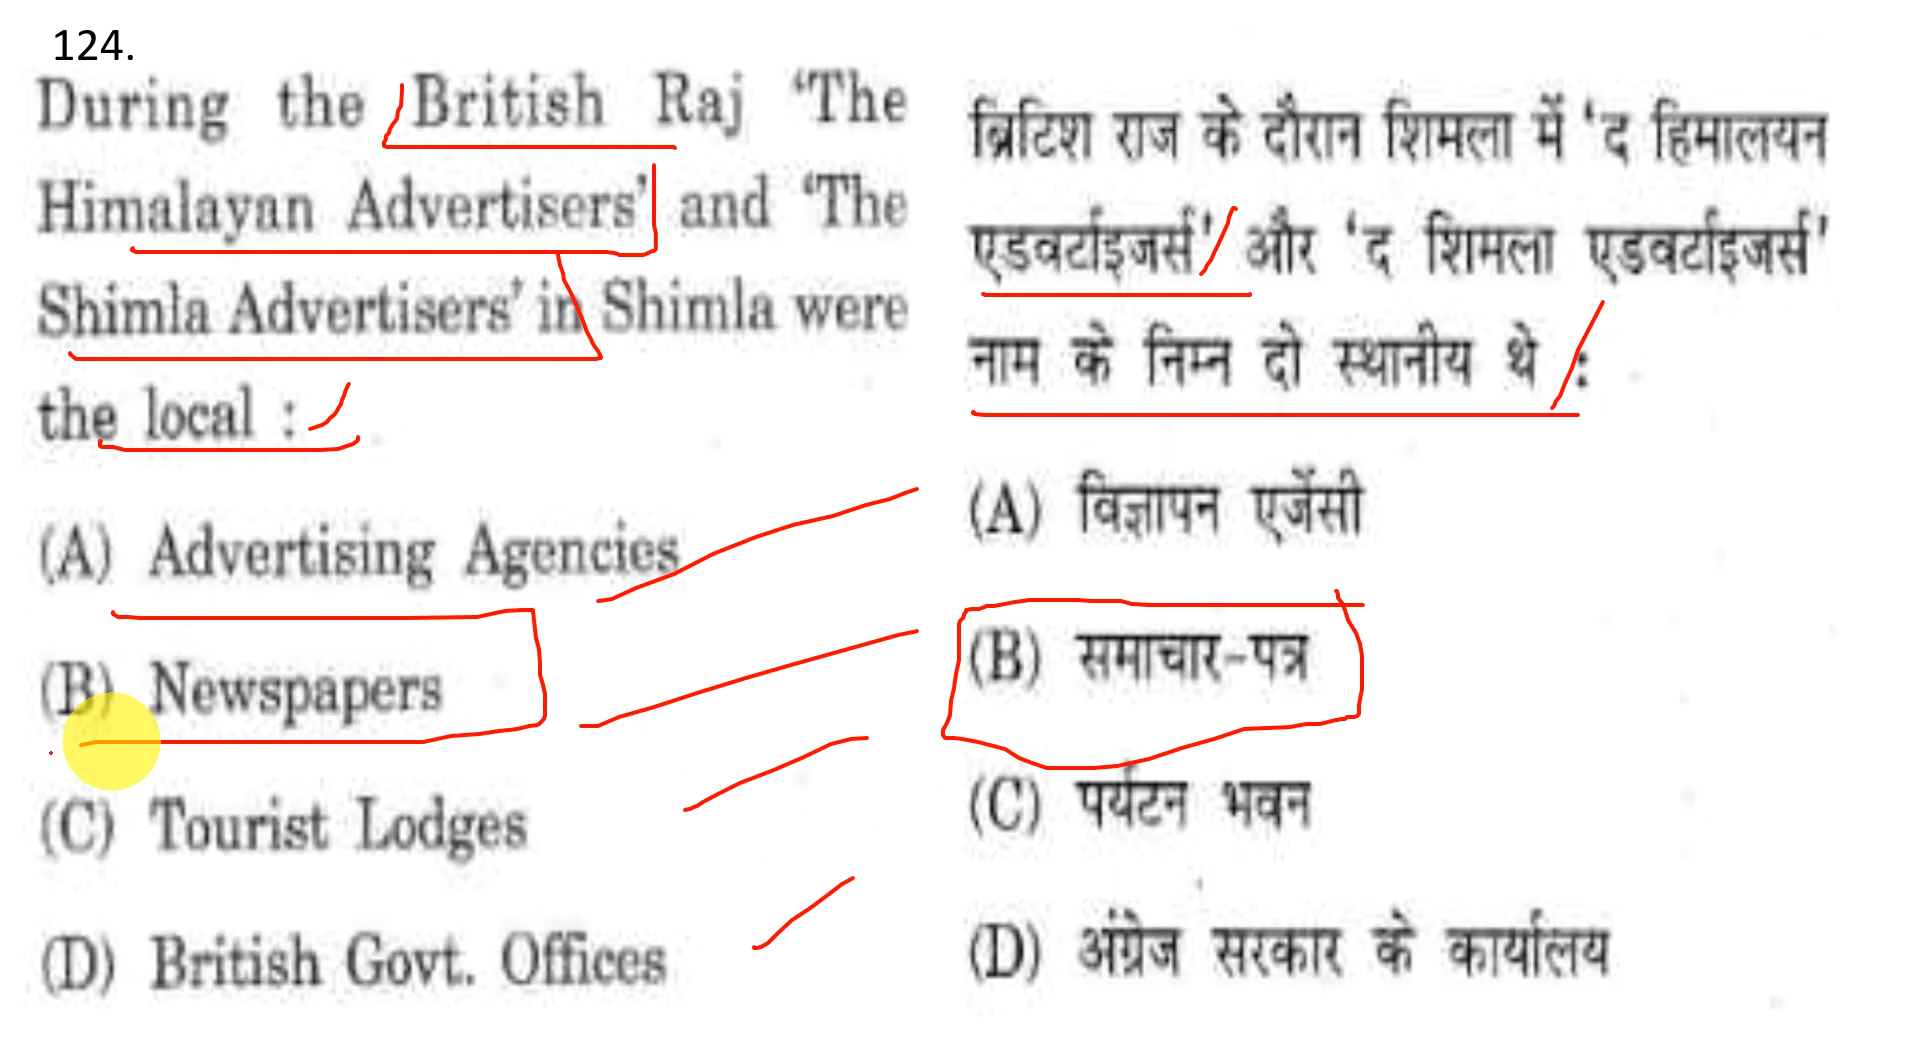 124.
During the British Raj ‘The
Himalayan Advertisers’ and ‘The
Shimla Advertisers’ in Shimla were
the local :
(A) Advertising Agencies
(B) Newspapers
(C) Tourist Lodges
(D) British Govt. Offices
ब्रिटिश राज के दौरान शिमला में ‘द हिमालयन
एडवर्टाइजर्स’ और ‘द शिमला एडवर्टाइजर्स’
नाम के निम्न दो स्थानीय थे :
(A) विज्ञापन एजेंसी
(B) समाचार-पत्र
(C) पर्यटन भवन
(D) अंग्रेज सरकार के कार्यालय